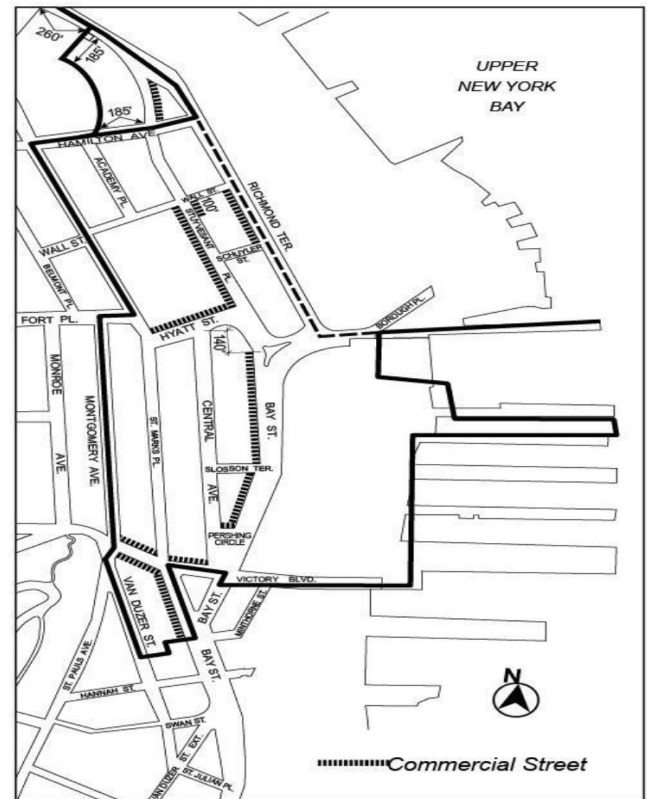 260'
185'
UPPER
NEW YORK
BAY
185'
HAMILTON AVE.
ACADEMY PL.
RICHMOND TER.
WALL ST.
100'
STUYVESANT PL.
WALL ST.
SCHUYLER
ST.
BELMONT PL.
BOROUGH PL.
FORT PL.
HYATT ST.
140'
MONROE
AVE.
MONTGOMERY AVE.
ST. MARKS PL.
CENTRAL
AVE.
BAY ST.
SLOSSON TER.
PERSHING
CIRCLE
VICTORY BLVD.
VAN DUZER ST.
BAY ST.
MINTHORNE ST.
ST. PAULS AVE.
BAY ST.
HANNAH ST.
N
SWAN ST.
VAN DUZER ST. EXT.
ST. JULIAN PL.
Commercial Street